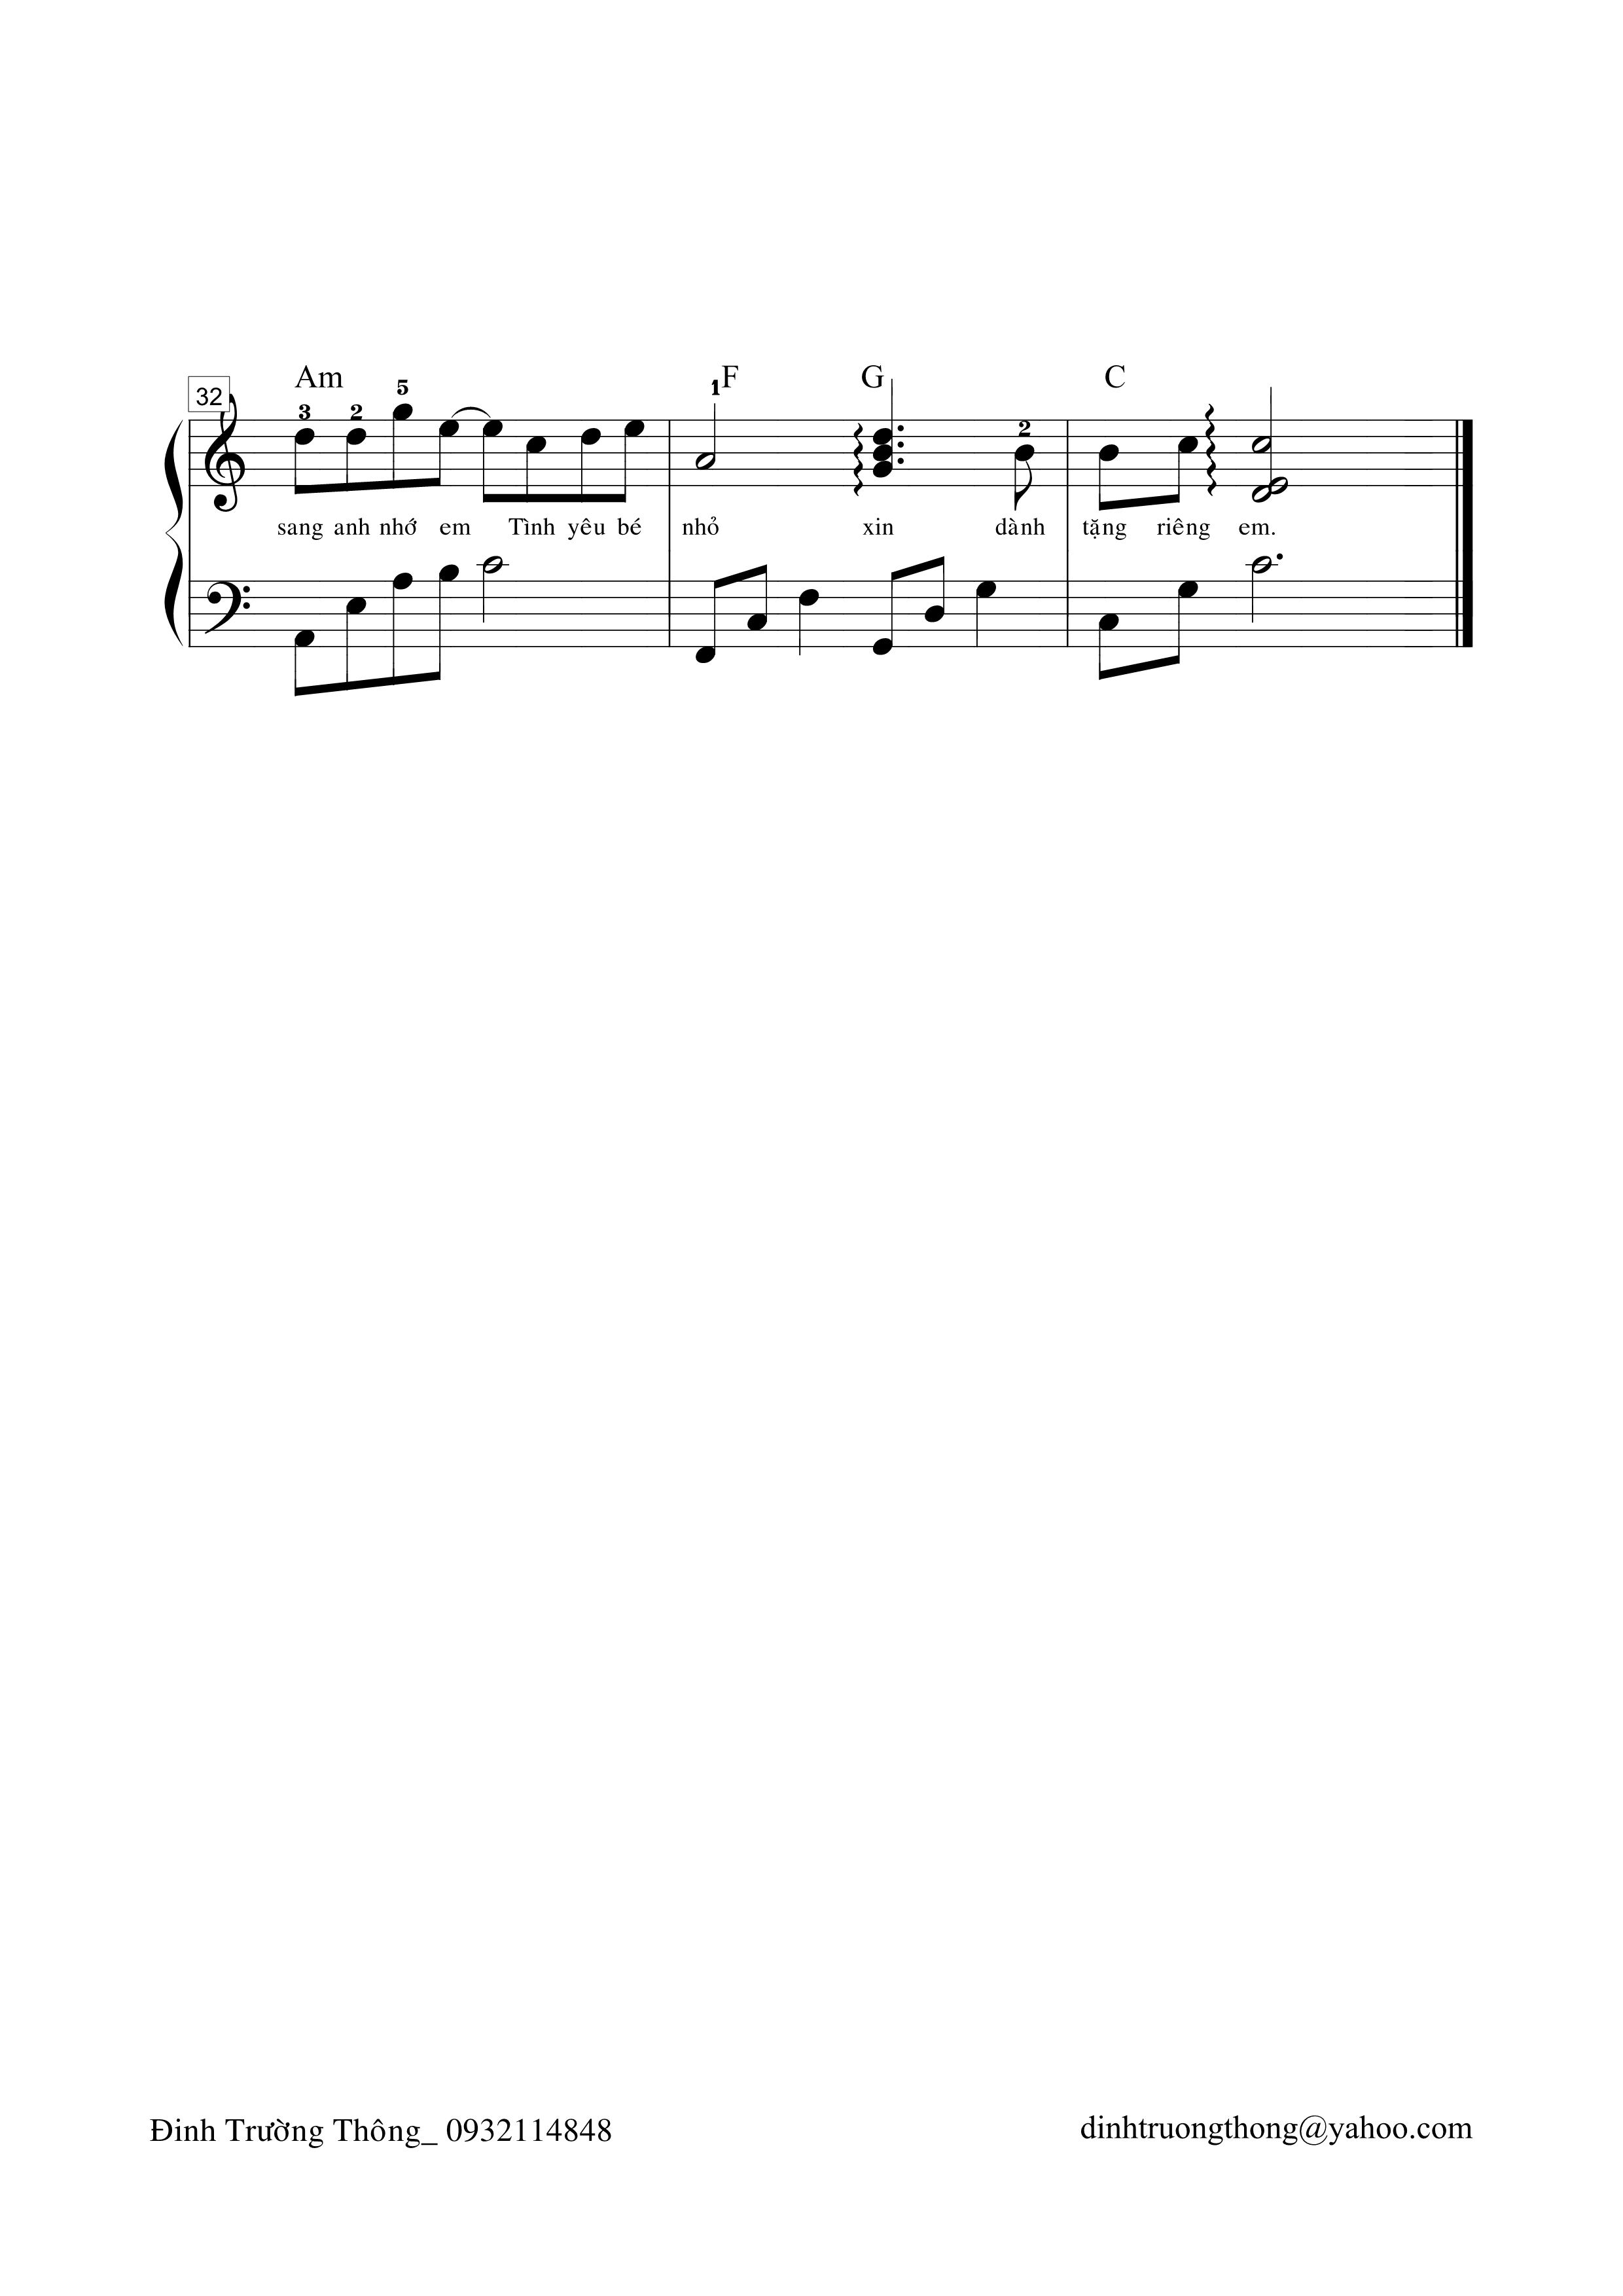 Am F G C
32 3 2 5 1 2
sang anh nhớ em Tình yêu bé nhỏ xin dành tặng riêng em.
Đinh Trường Thông_ 0932114848 dinhtruongthong@yahoo.com